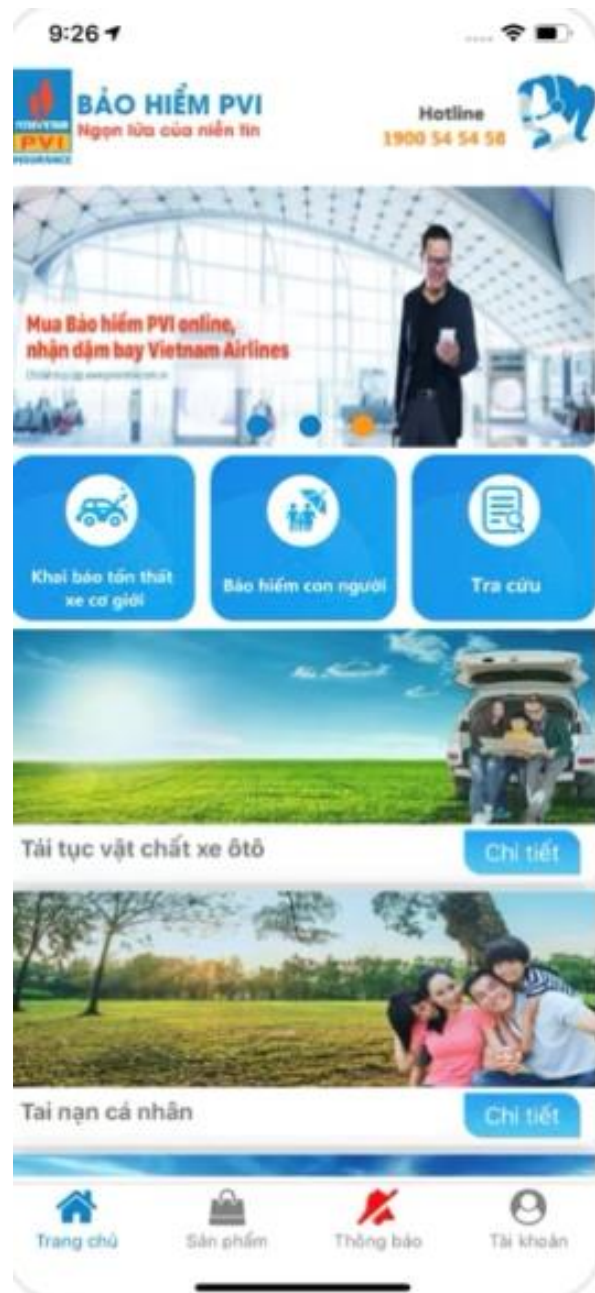 9:26
BẢO HIỂM PVI
Ngọn lửa của niềm tin
PVI
INSURANCE
Hotline
1900 54 54 58
Mua Bảo hiểm PVI online,
nhận dặm bay Vietnam Airlines
Khai báo tổn thất
xe cơ giới
Bảo hiểm con người
Tra cứu
Tái tục vật chất xe ôtô
Chi tiết
Tai nạn cá nhân
Chi tiết
Trang chủ
Sản phẩm
Thông báo
Tài khoản